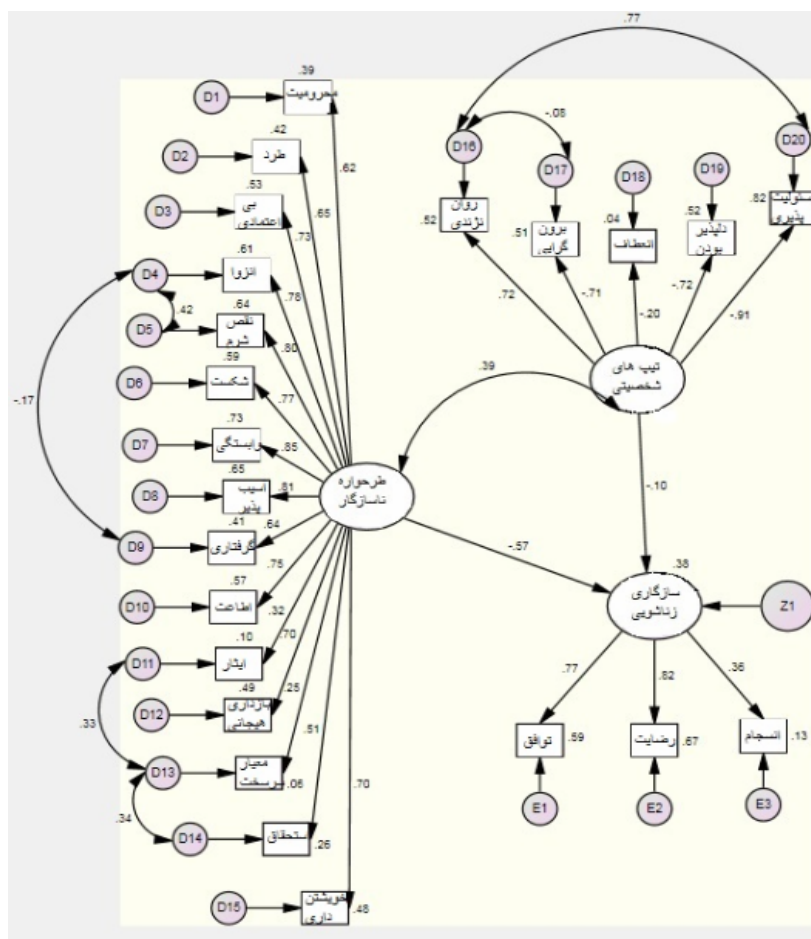 .77
.39
D1
محرومیت
-.08
D16
D20
.42
D2
طرد
.62
D17
D18
D19
.53
D3
بی
اعتمادی
.65
.73
.52
روان
نژندی
.51
برون
گرایی
.04
انعطاف
.52
دلپذیر
بودن
.82
مسئولیت
پذیری
.61
D4
انزوا
.78
.42
.64
D5
نقص
شرم
.80
.72
-.71
-.20
-.72
-.91
.59
D6
شکست
.77
.39
تیپ های
شخصیتی
-.17
.73
D7
وابستگی
.85
.65
D8
اسیب
پذیر
.81
طرحواره
ناسازگار
-.10
.41
D9
گرفتاری
.64
.75
-.57
.38
.57
D10
اطاعت
.32
سازگاری
زناشویی
Z1
.10
D11
ایثار
.70
.77
.82
.36
.49
D12
بازداری
هیجانی
.25
.33
.51
توافق
.59
رضایت
.67
انسجام
.13
D13
معیار
سرسخت
.06
.70
E1
E2
E3
.34
D14
استحقاق
.26
D15
خویشتن
داری
.48